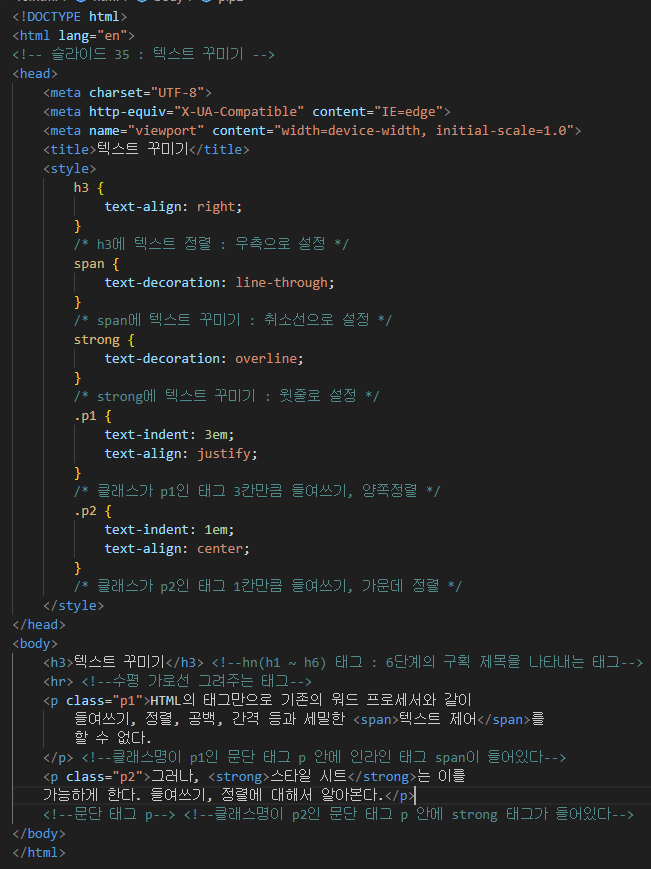 <!DOCTYPE html>
<html lang="en">
<!-- 슬라이드 35 : 텍스트 꾸미기 -->
<head>
    <meta charset="UTF-8">
    <meta http-equiv="X-UA-Compatible" content="IE=edge">
    <meta name="viewport" content="width=device-width, initial-scale=1.0">
    <title>텍스트 꾸미기</title>
    <style>
        h3 {
            text-align: right;
        }
        /* h3에 텍스트 정렬 : 우측으로 설정 */
        span {
            text-decoration: line-through;
        }
        /* span에 텍스트 꾸미기 : 취소선으로 설정 */
        strong {
            text-decoration: overline;
        }
        /* strong에 텍스트 꾸미기 : 윗줄로 설정 */
        .p1 {
            text-indent: 3em;
            text-align: justify;
        }
        /* 클래스가 p1인 태그 3칸만큼 들여쓰기, 양쪽정렬 */
        .p2 {
            text-indent: 1em;
            text-align: center;
        }
        /* 클래스가 p2인 태그 1칸만큼 들여쓰기, 가운데 정렬 */
    </style>
</head>
<body>
    <h3>텍스트 꾸미기</h3> <!--hn(h1 ~ h6) 태그 : 6단계의 구획 제목을 나타내는 태그-->
    <hr> <!--수평 가로선 그려주는 태그-->
    <p class="p1">HTML의 태그만으로 기존의 워드 프로세서와 같이
        들여쓰기, 정렬, 공백, 간격 등과 세밀한 <span>텍스트 제어</span>를
        할 수 없다.
    </p> <!--클래스명이 p1인 문단 태그 p 안에 인라인 태그 span이 들어있다-->
    <p class="p2">그러나, <strong>스타일 시트</strong>는 이를
    가능하게 한다. 들여쓰기, 정렬에 대해서 알아본다.</p>
    <!--문단 태그 p--> <!--클래스명이 p2인 문단 태그 p 안에 strong 태그가 들어있다-->
</body>
</html>